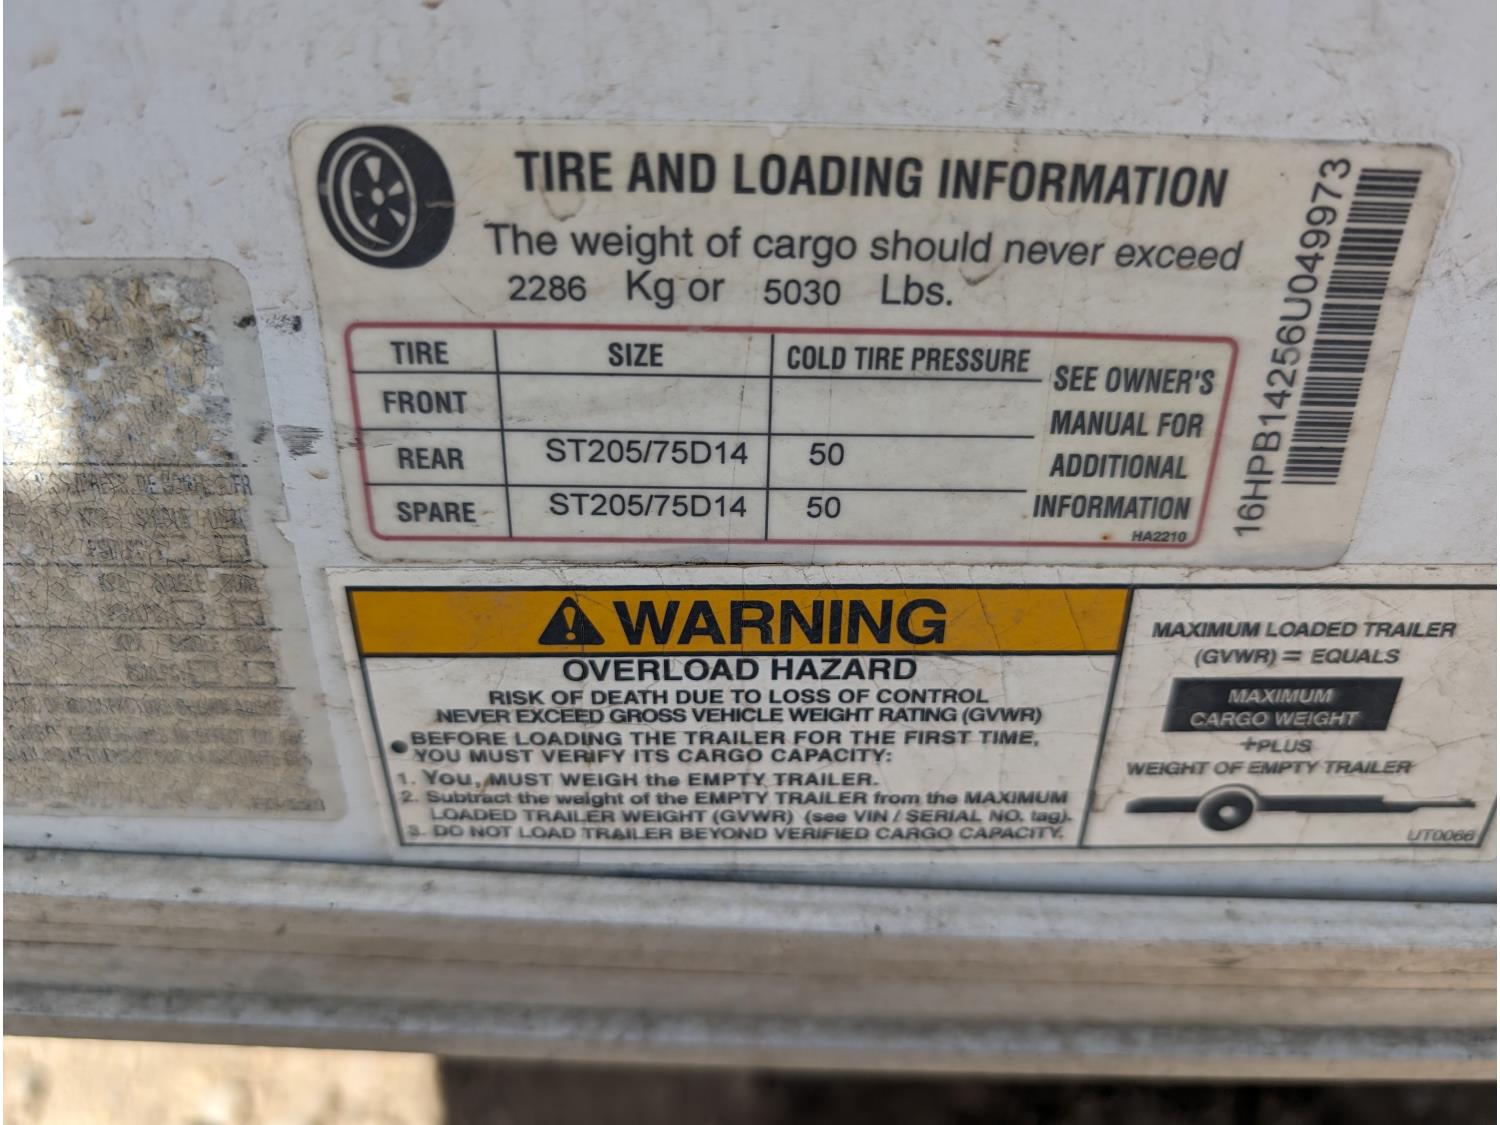 TIRE AND LOADING INFORMATION
The weight of cargo should never exceed
2286 Kg or 5030 Lbs.
TIRE SIZE COLD TIRE PRESSURE
SEE OWNER'S
MANUAL FOR
ADDITIONAL
INFORMATION
FRONT
REAR ST205/75D14 50
SPARE ST205/75D14 50
HA2210
16HPB14256U049973
WARNING
OVERLOAD HAZARD
RISK OF DEATH DUE TO LOSS OF CONTROL
NEVER EXCEED GROSS VEHICLE WEIGHT RATING (GVWR)
● BEFORE LOADING THE TRAILER FOR THE FIRST TIME,
YOU MUST VERIFY ITS CARGO CAPACITY:
1. YOU, MUST WEIGH the EMPTY TRAILER.
2. Subtract the weight of the EMPTY TRAILER from the MAXIMUM
LOADED TRAILER WEIGHT (GVWR) (see VIN / SERIAL NO. tag).
3. DO NOT LOAD TRAILER BEYOND VERIFIED CARGO CAPACITY.
MAXIMUM LOADED TRAILER
(GVWR) = EQUALS
MAXIMUM
CARGO WEIGHT
+PLUS
WEIGHT OF EMPTY TRAILER
UT0066